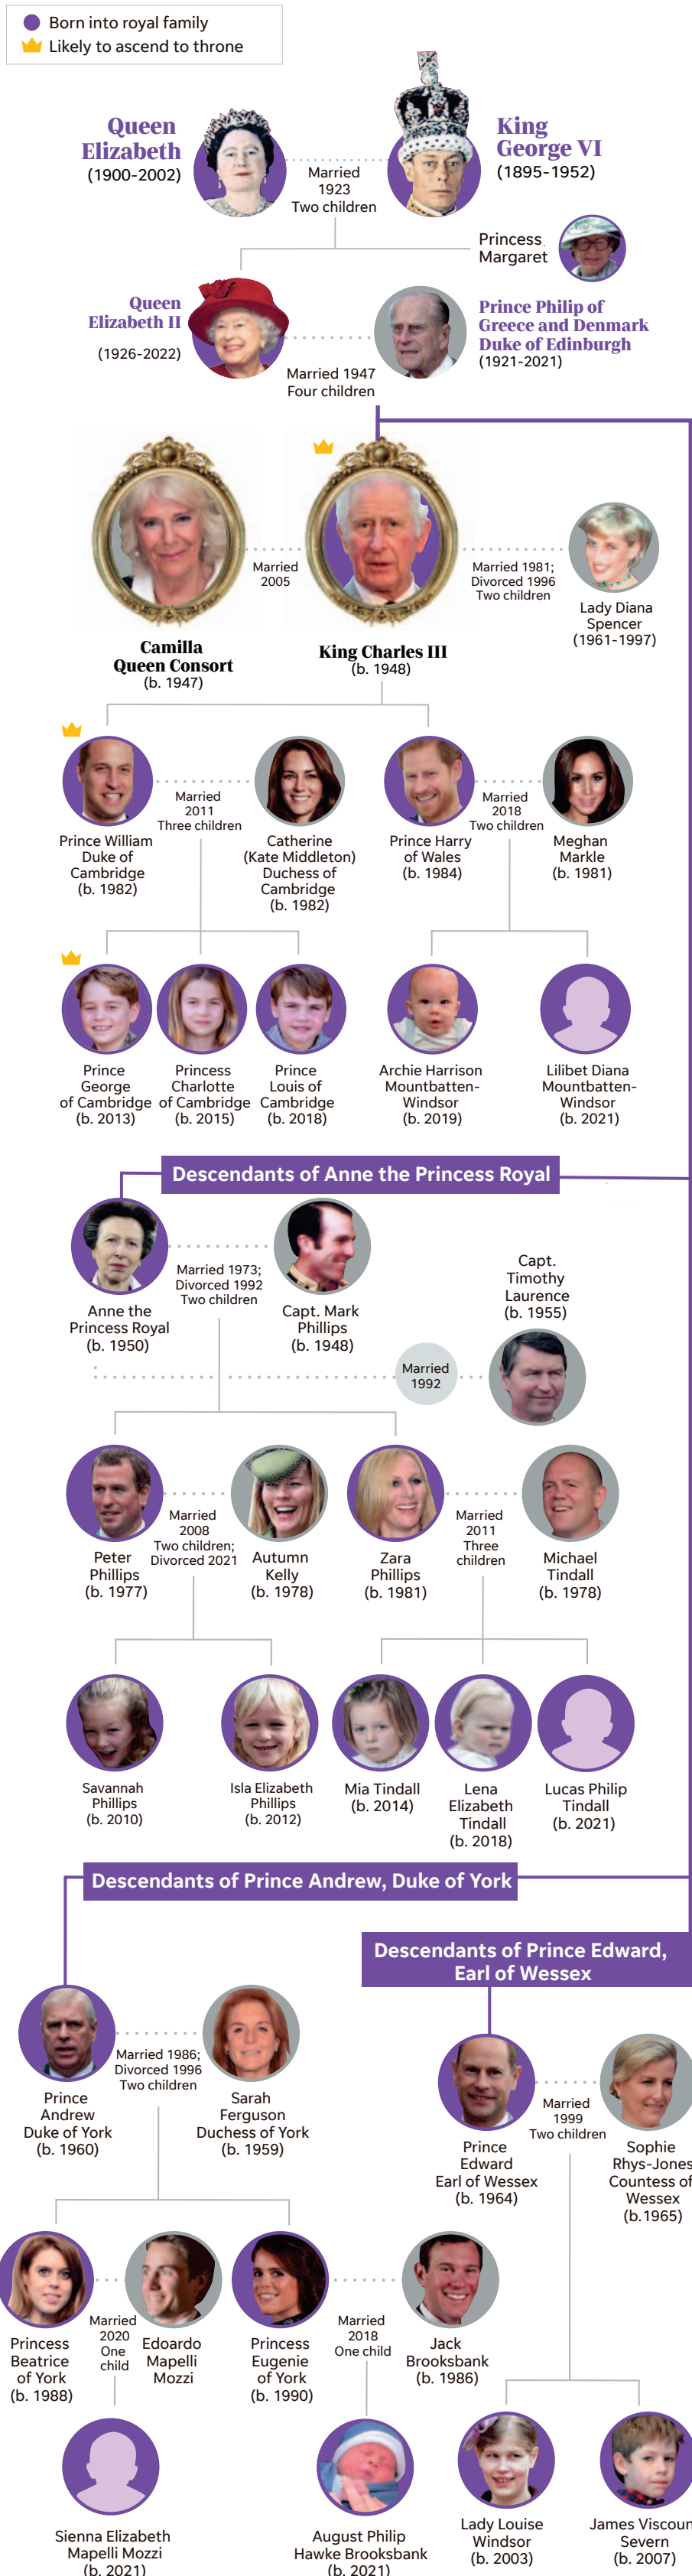 Born into royal family
Likely to ascend to throne
Queen
Elizabeth
(1900-2002)
King
George VI
(1895-1952)
Married
1923
Two children
Princess
Margaret
Queen
Elizabeth II
(1926-2022)
Prince Philip of
Greece and Denmark
Duke of Edinburgh
(1921-2021)
Married 1947
Four children
Married
2005
Married 1981;
Divorced 1996
Two children
Lady Diana
Spencer
(1961-1997)
Camilla
Queen Consort
(b. 1947)
King Charles III
(b. 1948)
Married
2011
Three children
Married
2018
Two children
Prince William
Duke of
Cambridge
(b. 1982)
Catherine
(Kate Middleton)
Duchess of
Cambridge
(b. 1982)
Prince Harry
of Wales
(b. 1984)
Meghan
Markle
(b. 1981)
Prince
George
of Cambridge
(b. 2013)
Princess
Charlotte
of Cambridge
(b. 2015)
Prince
Louis of
Cambridge
(b. 2018)
Archie Harrison
Mountbatten-
Windsor
(b. 2019)
Lilibet Diana
Mountbatten-
Windsor
(b. 2021)
Descendants of Anne the Princess Royal
Married 1973;
Divorced 1992
Two children
Anne the
Princess Royal
(b. 1950)
Capt. Mark
Phillips
(b. 1948)
Capt.
Timothy
Laurence
(b. 1955)
Married
1992
Married
2008
Two children;
Divorced 2021
Married
2011
Three
children
Peter
Phillips
(b. 1977)
Autumn
Kelly
(b. 1978)
Zara
Phillips
(b. 1981)
Michael
Tindall
(b. 1978)
Savannah
Phillips
(b. 2010)
Isla Elizabeth
Phillips
(b. 2012)
Mia Tindall
(b. 2014)
Lena
Elizabeth
Tindall
(b. 2018)
Lucas Philip
Tindall
(b. 2021)
Descendants of Prince Andrew, Duke of York
Descendants of Prince Edward,
Earl of Wessex
Married 1986;
Divorced 1996
Two children
Prince
Andrew
Duke of York
(b. 1960)
Sarah
Ferguson
Duchess of York
(b. 1959)
Married
1999
Two children
Prince
Edward
Earl of Wessex
(b. 1964)
Sophie
Rhys-Jones
Countess of
Wessex
(b.1965)
Married
2020
One
child
Married
2018
One child
Princess
Beatrice
of York
(b. 1988)
Edoardo
Mapelli
Mozzi
Princess
Eugenie
of York
(b. 1990)
Jack
Brooksbank
(b. 1986)
Sienna Elizabeth
Mapelli Mozzi
(b. 2021)
August Philip
Hawke Brooksbank
(b. 2021)
Lady Louise
Windsor
(b. 2003)
James Viscoun
Severn
(b. 2007)